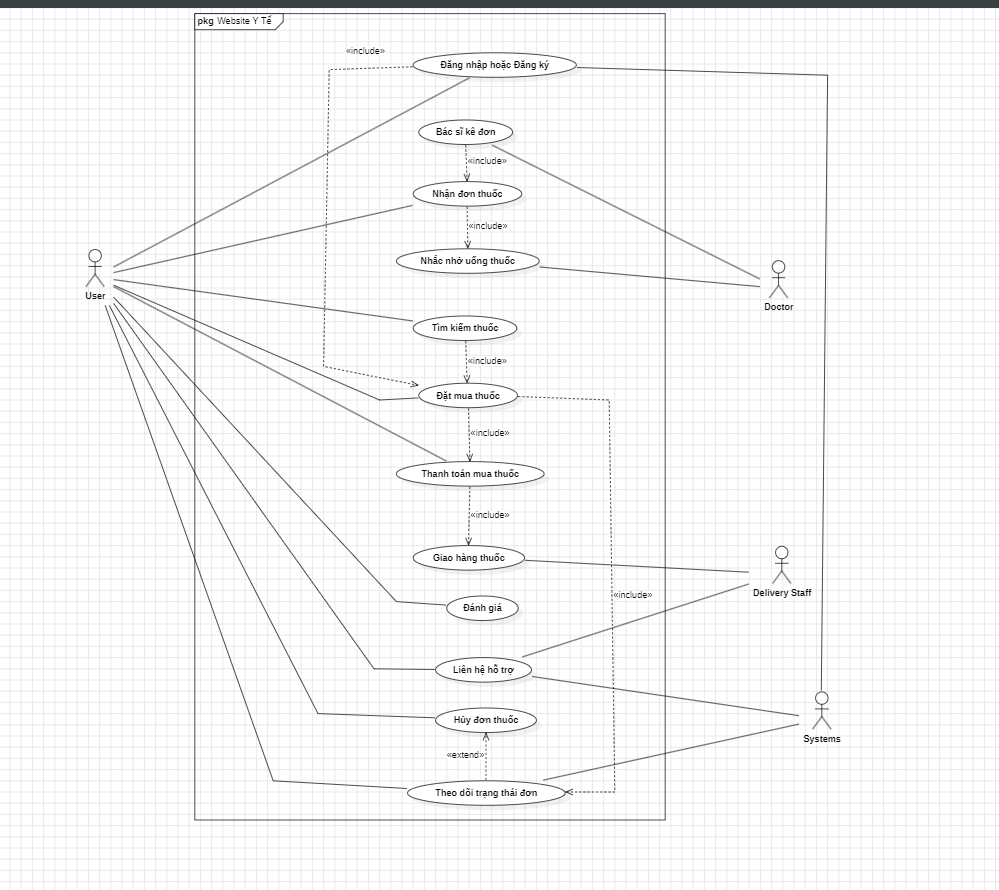 pkg Website Y Tế
«include»
Đăng nhập hoặc Đăng ký
Bác sĩ kê đơn
«include»
Nhận đơn thuốc
«include»
Nhắc nhở uống thuốc
User
Doctor
Tìm kiếm thuốc
«include»
Đặt mua thuốc
«include»
Thanh toán mua thuốc
«include»
Giao hàng thuốc
Delivery Staff
«include»
Đánh giá
Liên hệ hỗ trợ
Hủy đơn thuốc
Systems
«extend»
Theo dõi trạng thái đơn